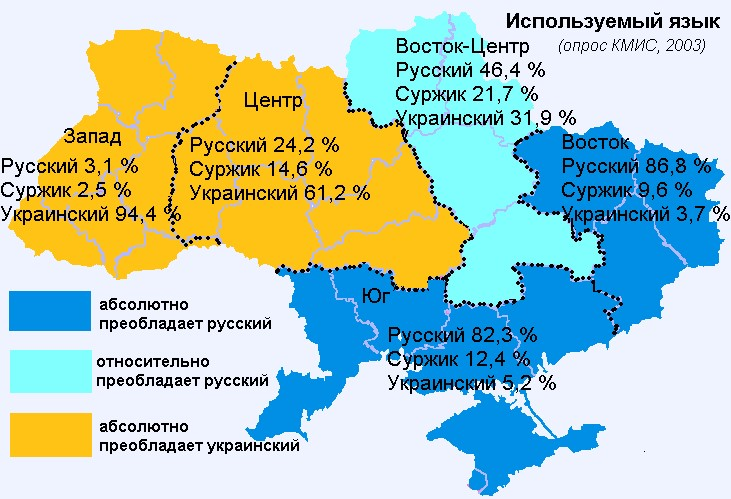 Используемый язык
(опрос КМИС, 2003)
Восток-Центр
Русский 46,4 %
Суржик 21,7 %
Украинский 31,9 %
Центр
Русский 24,2 %
Суржик 14,6 %
Украинский 61,2 %
Запад
Русский 3,1 %
Суржик 2,5 %
Украинский 94,4 %
Восток
Русский 86,8 %
Суржик 9,6 %
Украинский 3,7 %
Юг
Русский 82,3 %
Суржик 12,4 %
Украинский 5,2 %
абсолютно
преобладает русский
относительно
преобладает русский
абсолютно
преобладает украинский